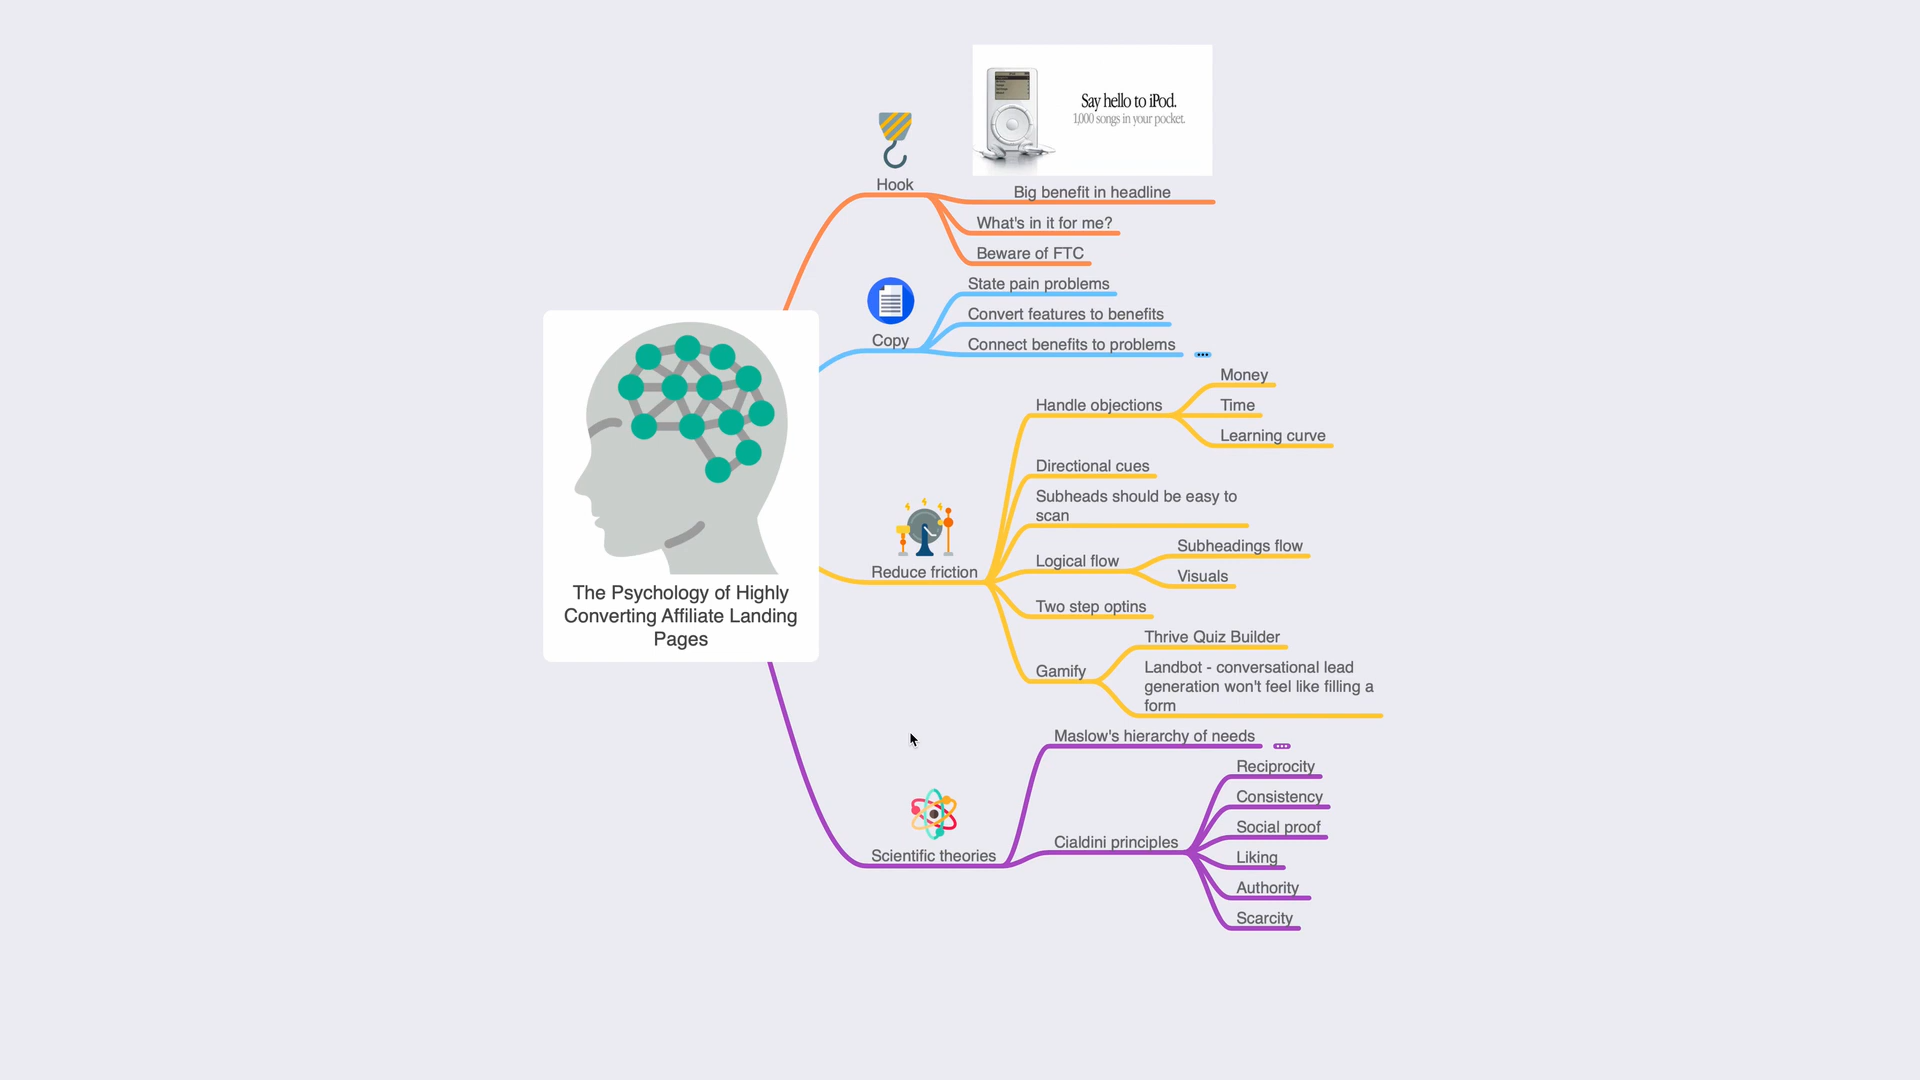 Say hello to iPod.
1,000 songs in your pocket.
Hook
Big benefit in headline
What's in it for me?
Beware of FTC
Copy
State pain problems
Convert features to benefits
Connect benefits to problems
The Psychology of Highly
Converting Affiliate Landing
Pages
Reduce friction
Handle objections
Money
Time
Learning curve
Directional cues
Subheads should be easy to
scan
Logical flow
Subheadings flow
Visuals
Two step optins
Gamify
Thrive Quiz Builder
Landbot - conversational lead
generation won't feel like filling a
form
Scientific theories
Maslow's hierarchy of needs
Cialdini principles
Reciprocity
Consistency
Social proof
Liking
Authority
Scarcity